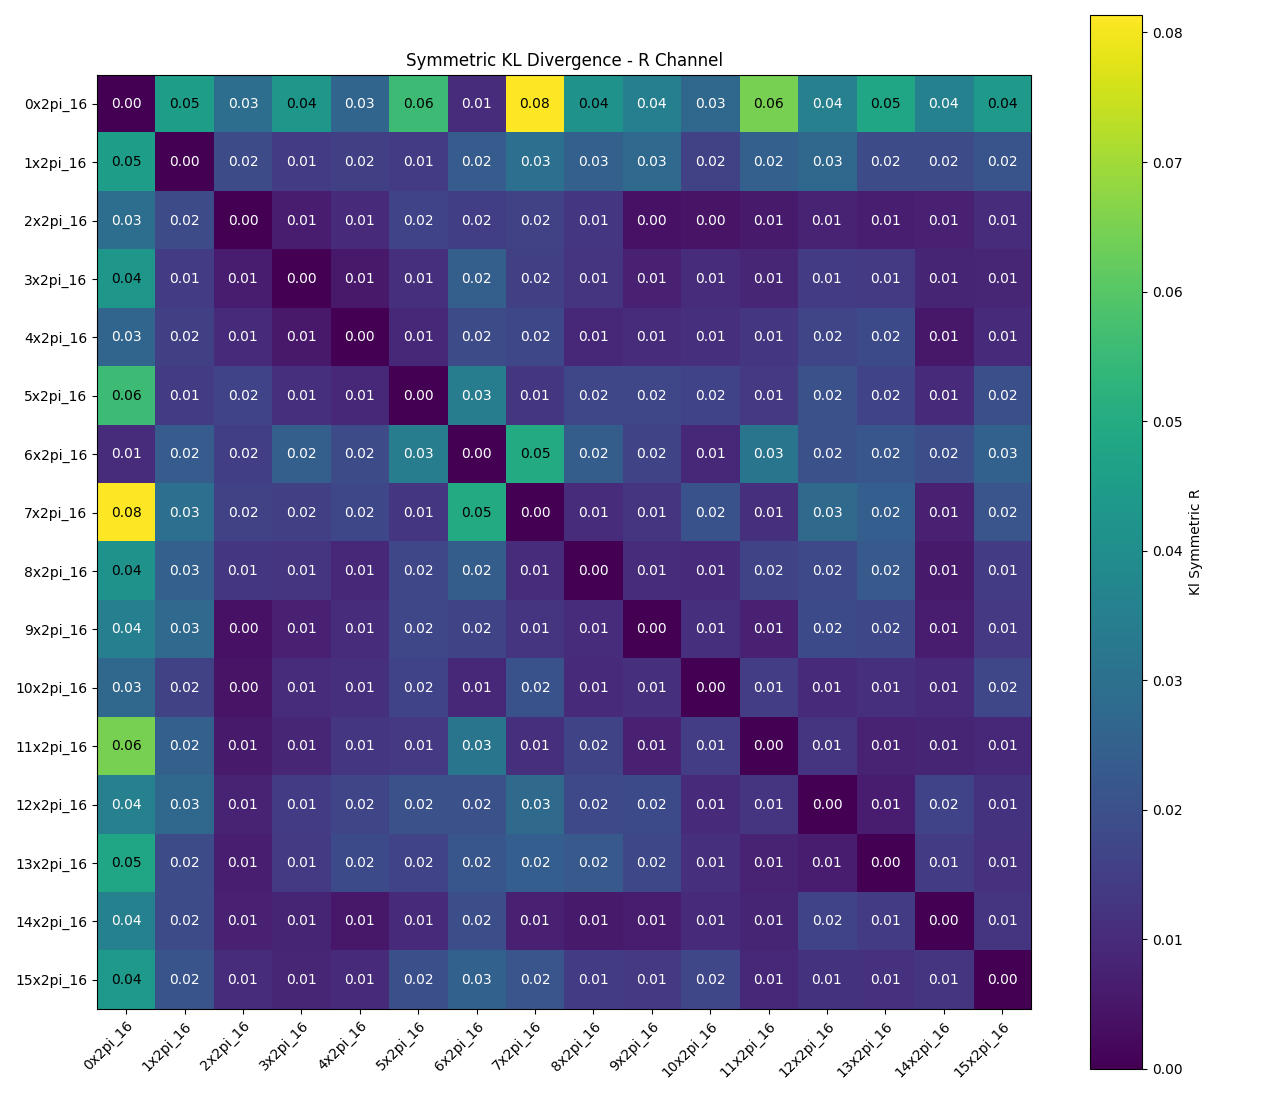 Symmetric KL Divergence - R Channel
0x2pi_16 0.00 0.05 0.03 0.04 0.03 0.06 0.01 0.08 0.04 0.04 0.03 0.06 0.04 0.05 0.04 0.04
1x2pi_16 0.05 0.00 0.02 0.01 0.02 0.01 0.02 0.03 0.03 0.03 0.02 0.02 0.03 0.02 0.02 0.02
2x2pi_16 0.03 0.02 0.00 0.01 0.01 0.02 0.02 0.02 0.01 0.00 0.00 0.01 0.01 0.01 0.01 0.01
3x2pi_16 0.04 0.01 0.01 0.00 0.01 0.01 0.02 0.02 0.01 0.01 0.01 0.01 0.01 0.01 0.01 0.01
4x2pi_16 0.03 0.02 0.01 0.01 0.00 0.01 0.02 0.02 0.01 0.01 0.01 0.01 0.02 0.02 0.01 0.01
5x2pi_16 0.06 0.01 0.02 0.01 0.01 0.00 0.03 0.01 0.02 0.02 0.02 0.01 0.02 0.02 0.01 0.02
6x2pi_16 0.01 0.02 0.02 0.02 0.02 0.03 0.00 0.05 0.02 0.02 0.01 0.03 0.02 0.02 0.02 0.03
7x2pi_16 0.08 0.03 0.02 0.02 0.02 0.01 0.05 0.00 0.01 0.01 0.02 0.01 0.03 0.02 0.01 0.02
8x2pi_16 0.04 0.03 0.01 0.01 0.01 0.02 0.02 0.01 0.00 0.01 0.01 0.02 0.02 0.02 0.01 0.01
9x2pi_16 0.04 0.03 0.00 0.01 0.01 0.02 0.02 0.01 0.01 0.00 0.01 0.01 0.02 0.02 0.01 0.01
10x2pi_16 0.03 0.02 0.00 0.01 0.01 0.02 0.01 0.02 0.01 0.01 0.00 0.01 0.01 0.01 0.01 0.02
11x2pi_16 0.06 0.02 0.01 0.01 0.01 0.01 0.03 0.01 0.02 0.01 0.01 0.00 0.01 0.01 0.01 0.01
12x2pi_16 0.04 0.03 0.01 0.01 0.02 0.02 0.02 0.03 0.02 0.02 0.01 0.01 0.00 0.01 0.02 0.01
13x2pi_16 0.05 0.02 0.01 0.01 0.02 0.02 0.02 0.02 0.02 0.02 0.01 0.01 0.01 0.00 0.01 0.01
14x2pi_16 0.04 0.02 0.01 0.01 0.01 0.01 0.02 0.01 0.01 0.01 0.01 0.01 0.02 0.01 0.00 0.01
15x2pi_16 0.04 0.02 0.01 0.01 0.01 0.02 0.03 0.02 0.01 0.01 0.02 0.01 0.01 0.01 0.01 0.00
0x2pi_16 1x2pi_16 2x2pi_16 3x2pi_16 4x2pi_16 5x2pi_16 6x2pi_16 7x2pi_16 8x2pi_16 9x2pi_16 10x2pi_16 11x2pi_16 12x2pi_16 13x2pi_16 14x2pi_16 15x2pi_16
0.08
0.07
0.06
0.05
0.04
0.03
0.02
0.01
0.00
Kl Symmetric R